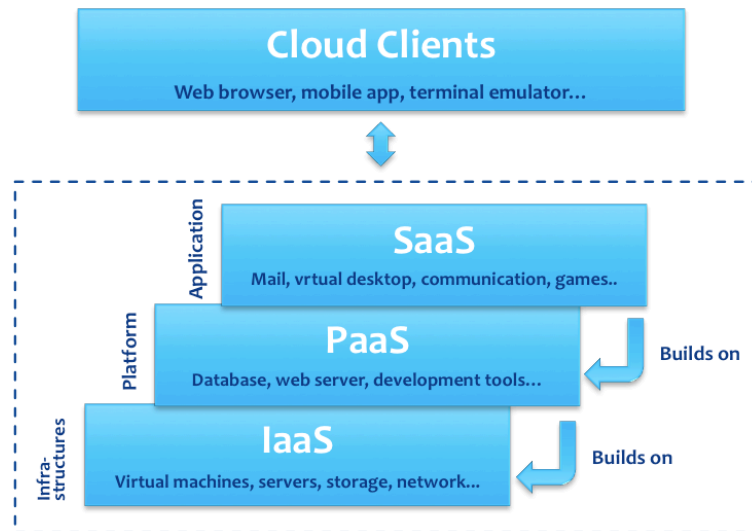 Cloud Clients
Web browser, mobile app, terminal emulator...
Application
SaaS
Mail, vrtual desktop, communication, games..
Platform
PaaS
Database, web server, development tools...
Builds on
Infra-
structures
IaaS
Virtual machines, servers, storage, network...
Builds on